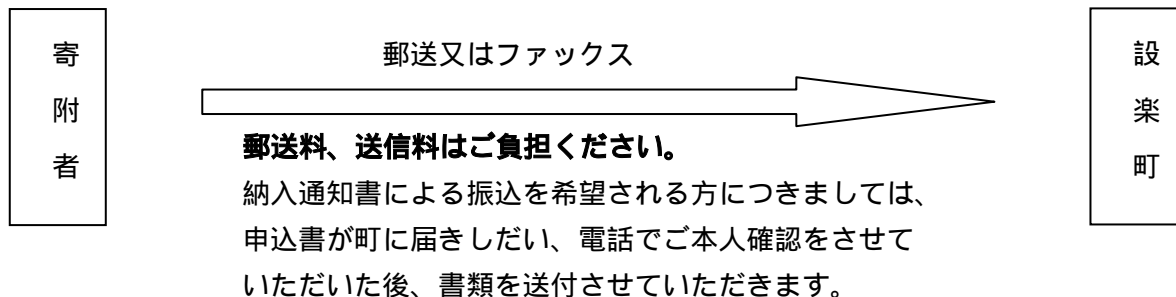 寄附者
郵送又はファックス
設楽町
郵送料、送信料はご負担ください。
納入通知書による振込を希望される方につきましては、
申込書が町に届きしだい、電話でご本人確認をさせて
いただいた後、書類を送付させていただきます。